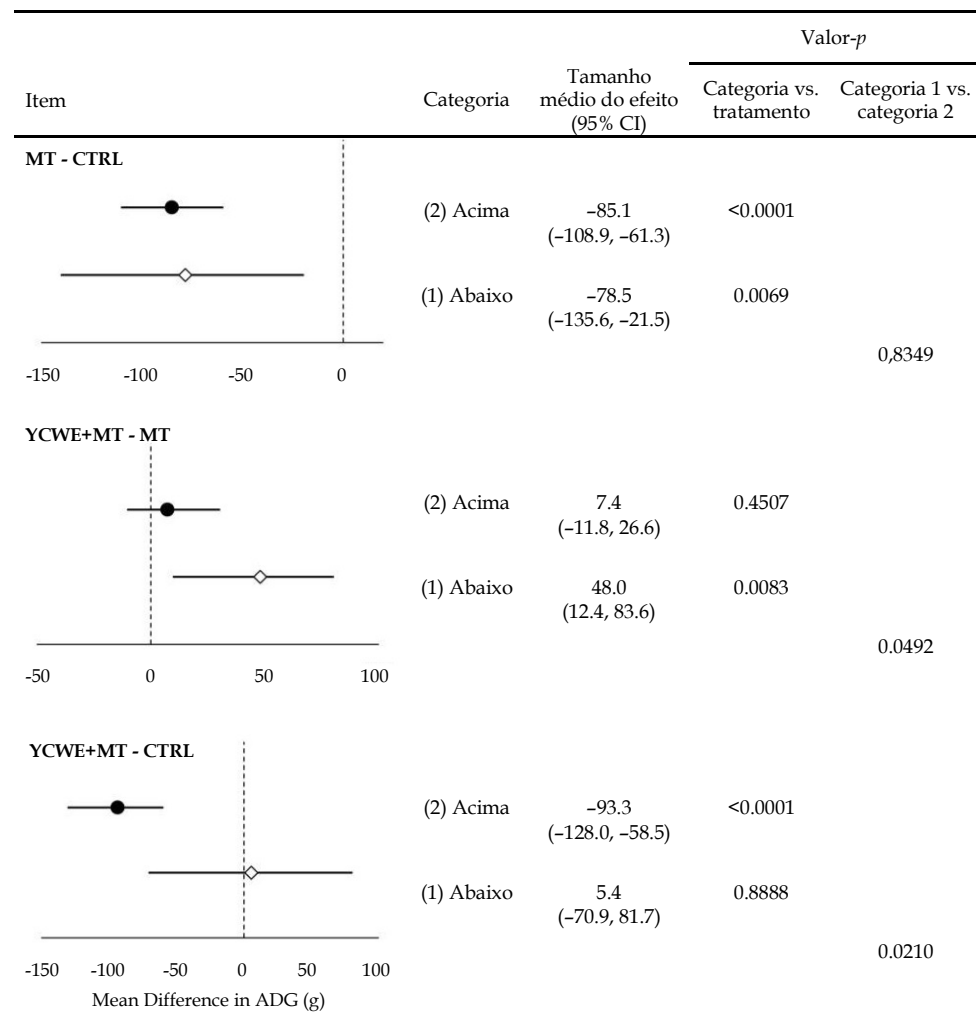 Valor-p
Item
Categoria
Tamanho
médio do efeito
(95% CI)
Categoria vs.
tratamento
Categoria 1 vs.
categoria 2
MT - CTRL
(2) Acima
–85.1
(–108.9, –61.3)
<0.0001
(1) Abaixo
–78.5
(–135.6, –21.5)
0.0069
0,8349
-150 -100 -50 0
YCWE+MT - MT
(2) Acima
7.4
(–11.8, 26.6)
0.4507
(1) Abaixo
48.0
(12.4, 83.6)
0.0083
0.0492
-50 0 50 100
YCWE+MT - CTRL
(2) Acima
–93.3
(–128.0, –58.5)
<0.0001
(1) Abaixo
5.4
(–70.9, 81.7)
0.8888
0.0210
-150 -100 -50 0 50 100
Mean Difference in ADG (g)